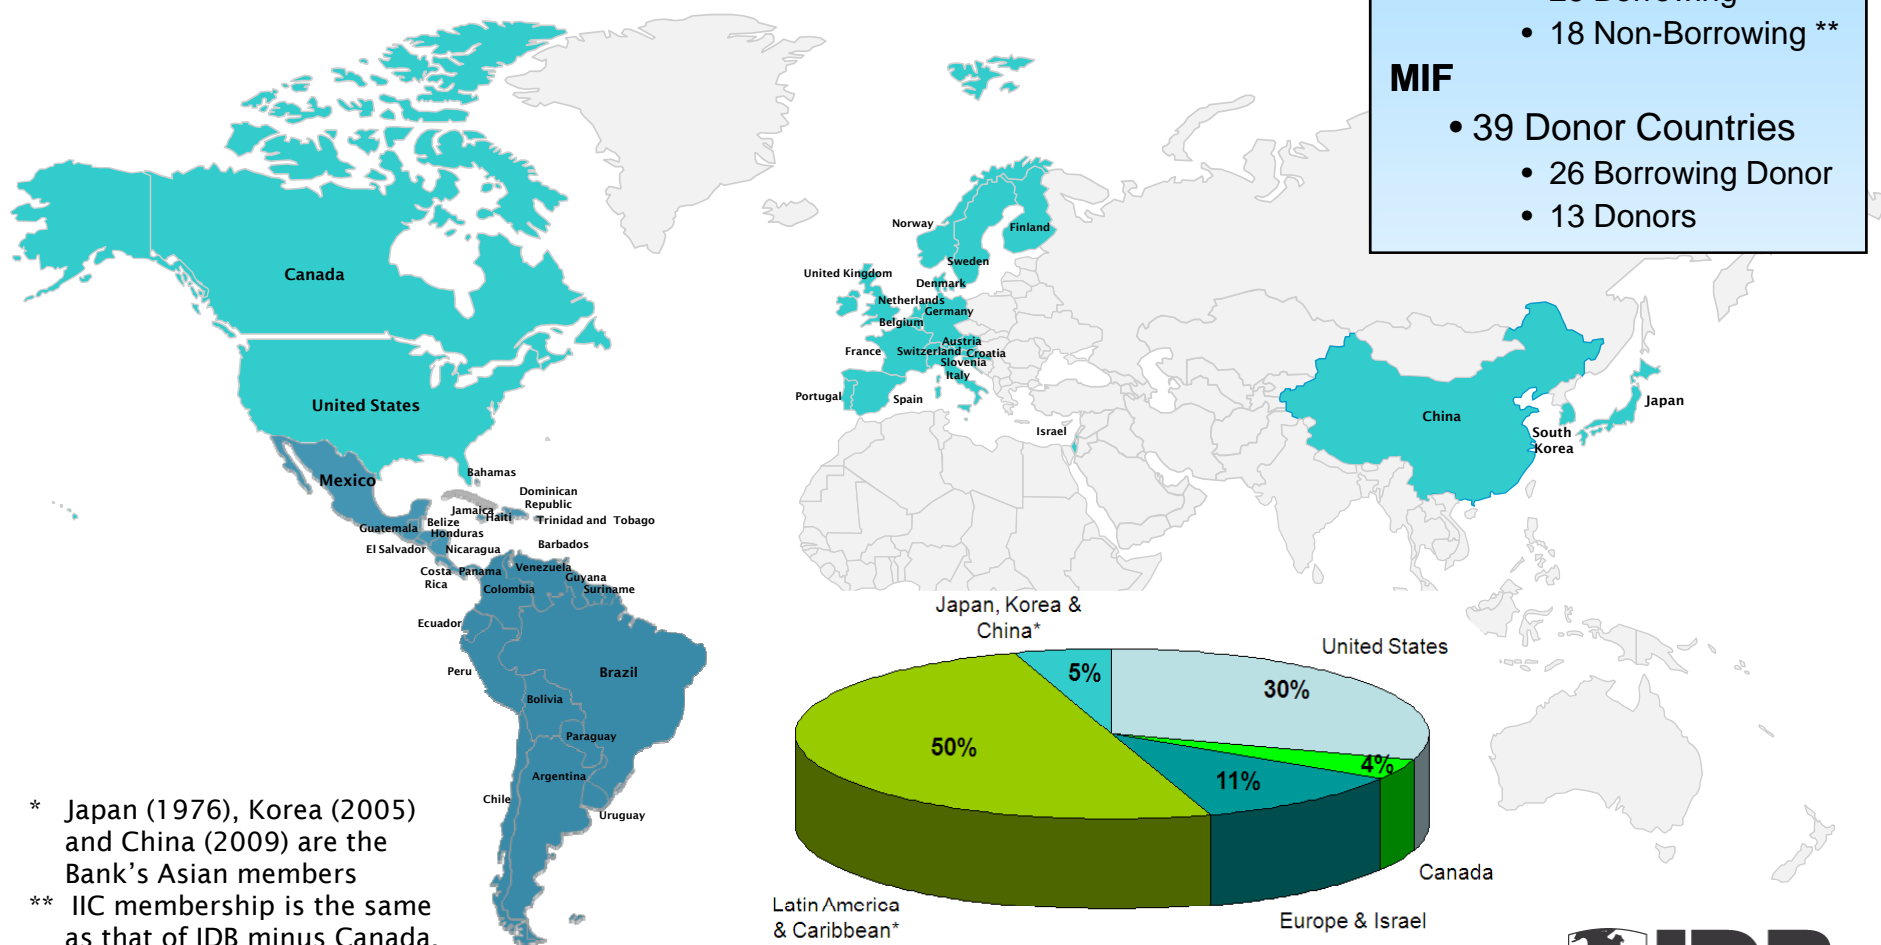 • 18 Non-Borrowing **
MIF
• 39 Donor Countries
• 26 Borrowing Donor
• 13 Donors
Norway
Finland
Sweden
United Kingdom
Denmark
Netherlands
Germany
Belgium
Austria
France
Switzerland
Croatia
Slovenia
Italy
Portugal
Spain
Israel
China
Japan
South
Korea
Canada
United States
Mexico
Bahamas
Dominican
Republic
Jamaica
Haiti
Trinidad and Tobago
Guatemala
Belize
Honduras
El Salvador
Nicaragua
Barbados
Costa
Rica
Panama
Venezuela
Guyana
Colombia
Suriname
Ecuador
Peru
Brazil
Bolivia
Paraguay
Argentina
Chile
Uruguay
Japan, Korea &
China*
United States
5%
30%
50%
4%
11%
Canada
Latin America
& Caribbean*
Europe & Israel
* Japan (1976), Korea (2005)
and China (2009) are the
Bank's Asian members
** IIC membership is the same
as that of IDB minus Canada,
IDB